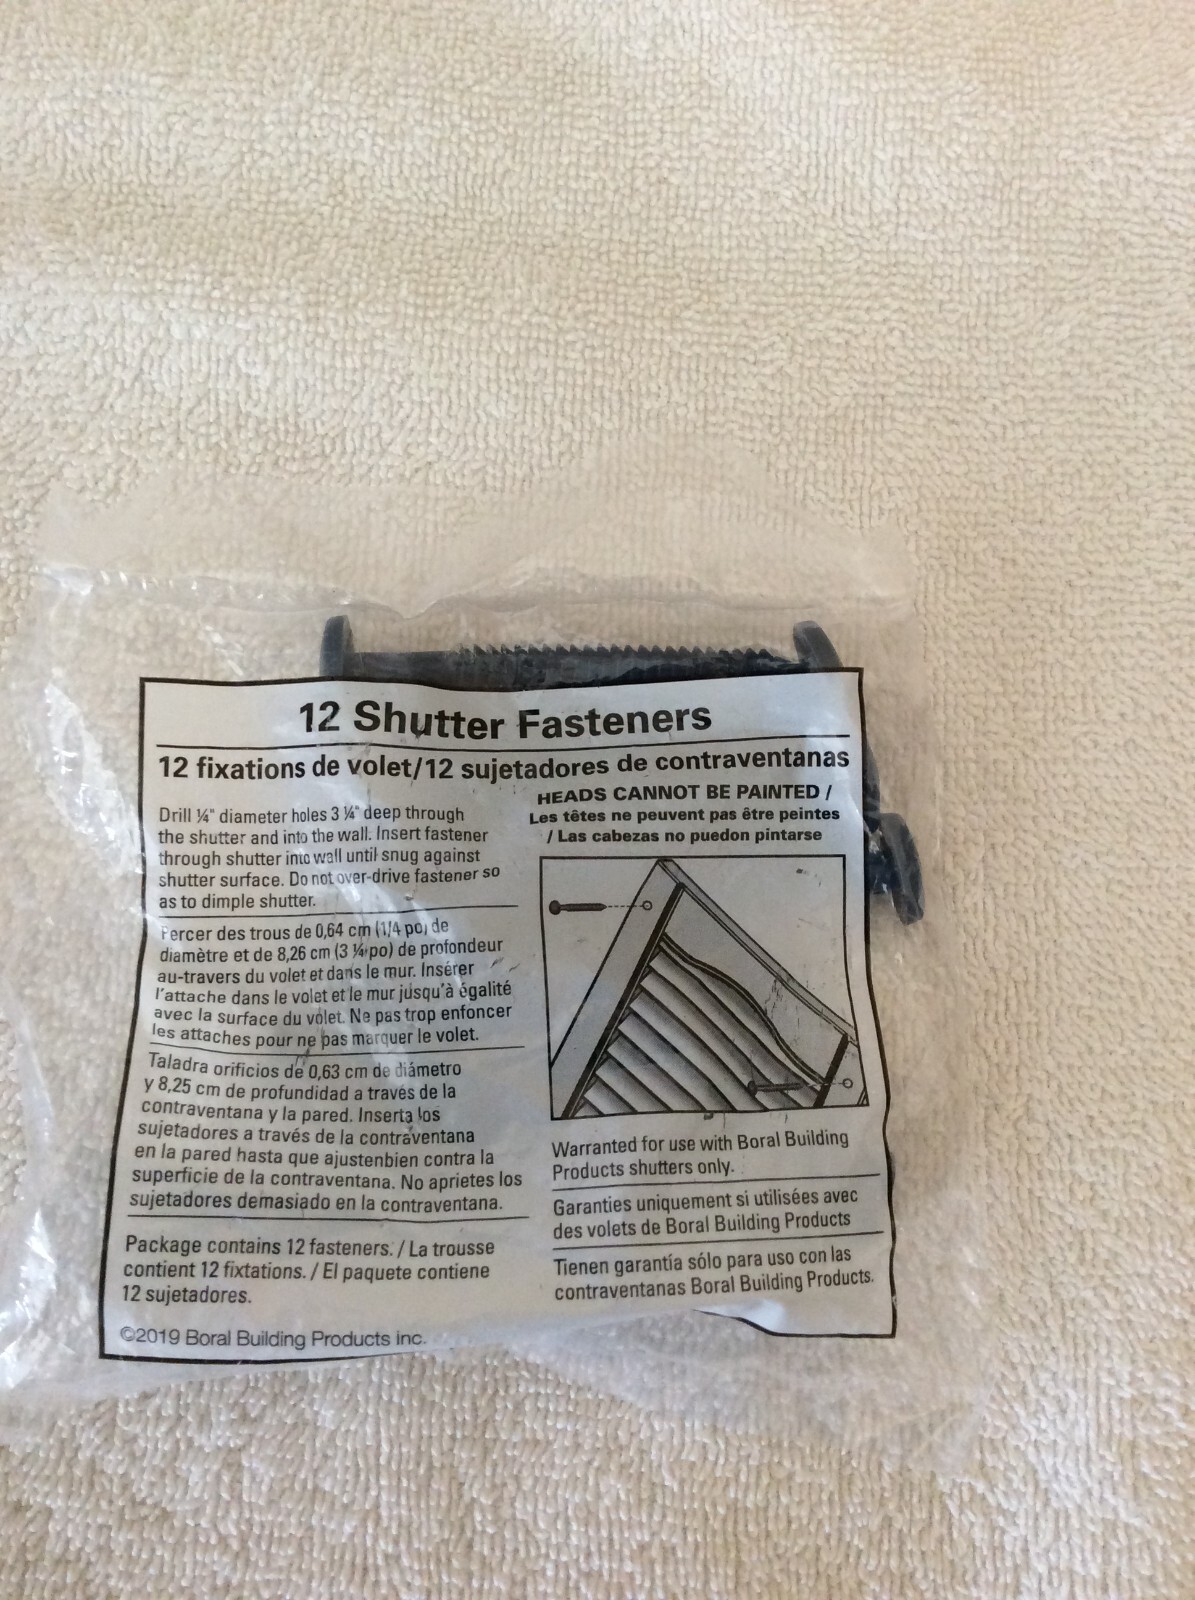 12 Shutter Fasteners
12 fixations de volet/12 sujetadores de contraventanas
Drill ¼" diameter holes 3 ¼" deep through
the shutter and into the wall. Insert fastener
through shutter into wall until snug against
shutter surface. Do not over-drive fastener so
as to dimple shutter.
Percer des trous de 0,64 cm (1/4 po) de
diamètre et de 8,26 cm (3 ¼ po) de profondeur
au-travers du volet et dans le mur. Insérer
l'attache dans le volet et le mur jusqu'à égalité
avec la surface du volet. Ne pas trop enfoncer
les attaches pour ne pas marquer le volet.
Taladra orificios de 0,63 cm de diámetro
y 8,25 cm de profundidad a través de la
contraventana y la pared. Inserta los
sujetadores a través de la contraventana
en la pared hasta que ajustenbien contra la
superficie de la contraventana. No aprietes los
sujetadores demasiado en la contraventana.
Package contains 12 fasteners. / La trousse
contient 12 fixtations. / El paquete contiene
12 sujetadores.
©2019 Boral Building Products Inc.
HEADS CANNOT BE PAINTED /
Les têtes ne peuvent pas être peintes
/ Las cabezas no puedon pintarse
Warranted for use with Boral Building
Products shutters only.
Garanties uniquement si utilisées avec
des volets de Boral Building Products
Tienen garantía sólo para uso con las
contraventanas Boral Building Products.